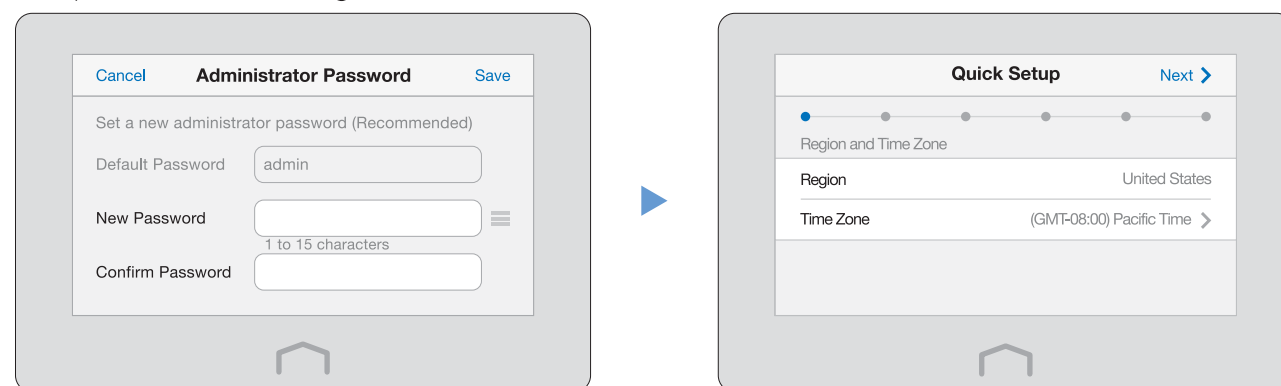 Cancel Administrator Password Save
Set a new administrator password (Recommended)
Default Password admin
New Password
1 to 15 characters
Confirm Password
Quick Setup Next
Region and Time Zone
Region United States
Time Zone (GMT-08:00) Pacific Time